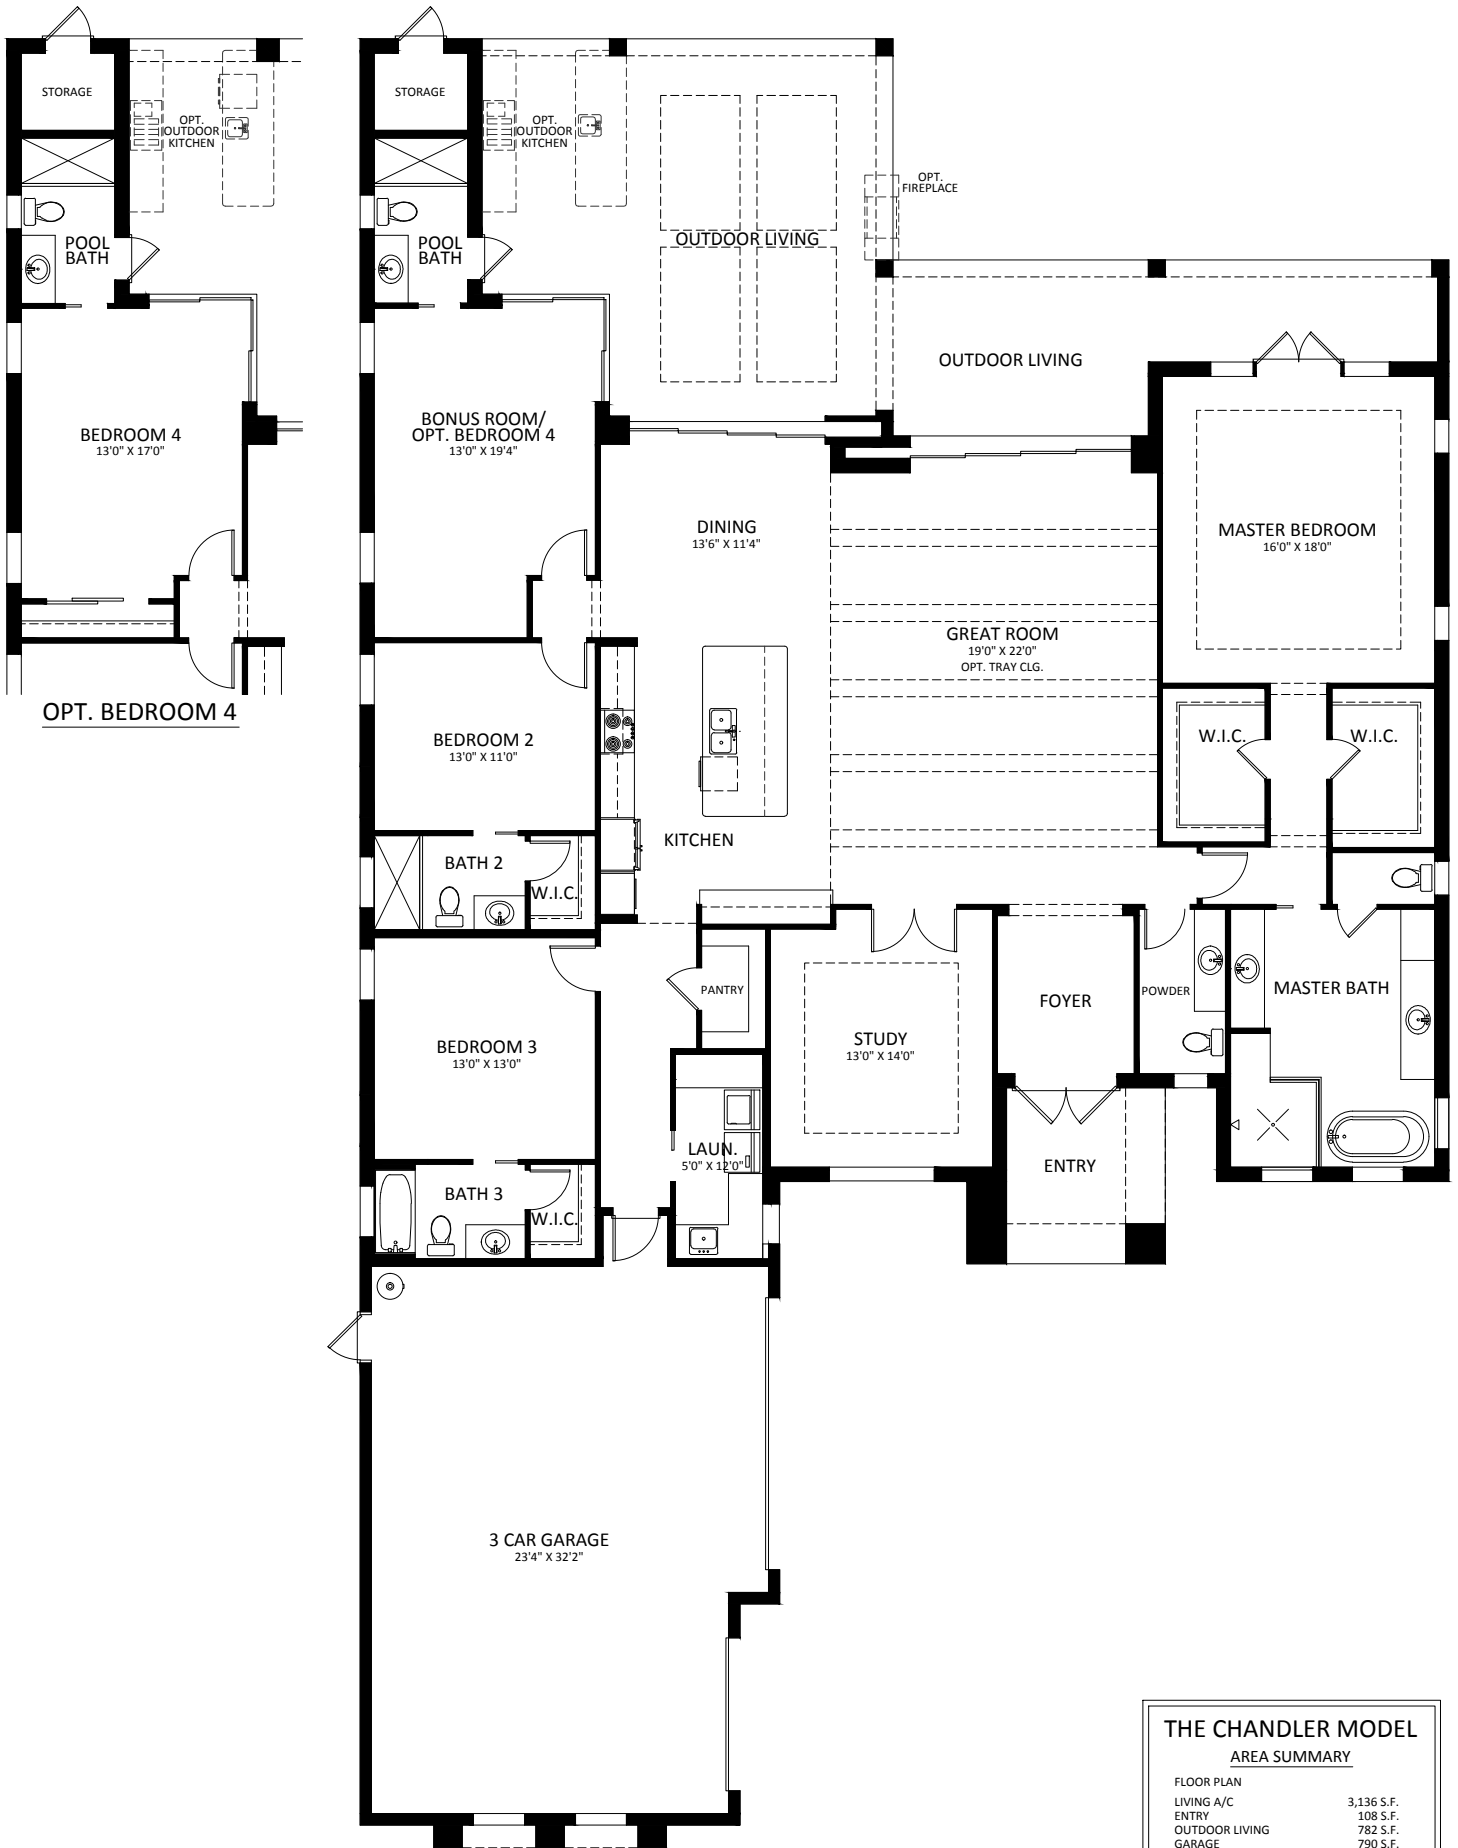 STORAGE
OPT.
OUTDOOR
KITCHEN
POOL
BATH
BEDROOM 4
13'0" X 17'0"
OPT. BEDROOM 4
STORAGE
OPT.
OUTDOOR
KITCHEN
POOL
BATH
OUTDOOR LIVING
OPT.
FIREPLACE
OUTDOOR LIVING
BONUS ROOM/
OPT. BEDROOM 4
13'0" X 19'4"
DINING
13'6" X 11'4"
MASTER BEDROOM
16'0" X 18'0"
GREAT ROOM
19'0" X 22'0"
OPT. TRAY CLG.
BEDROOM 2
13'0" X 11'0"
W.I.C.
W.I.C.
KITCHEN
BATH 2
W.I.C.
PANTRY
FOYER
POWDER
MASTER BATH
BEDROOM 3
13'0" X 13'0"
STUDY
13'0" X 14'0"
LAUN.
5'0" X 12'0"
ENTRY
BATH 3
W.I.C.
3 CAR GARAGE
23'4" X 32'2"
THE CHANDLER MODEL
AREA SUMMARY
FLOOR PLAN
LIVING A/C 3,136 S.F.
ENTRY 108 S.F.
OUTDOOR LIVING 782 S.F.
GARAGE 790 S.F.